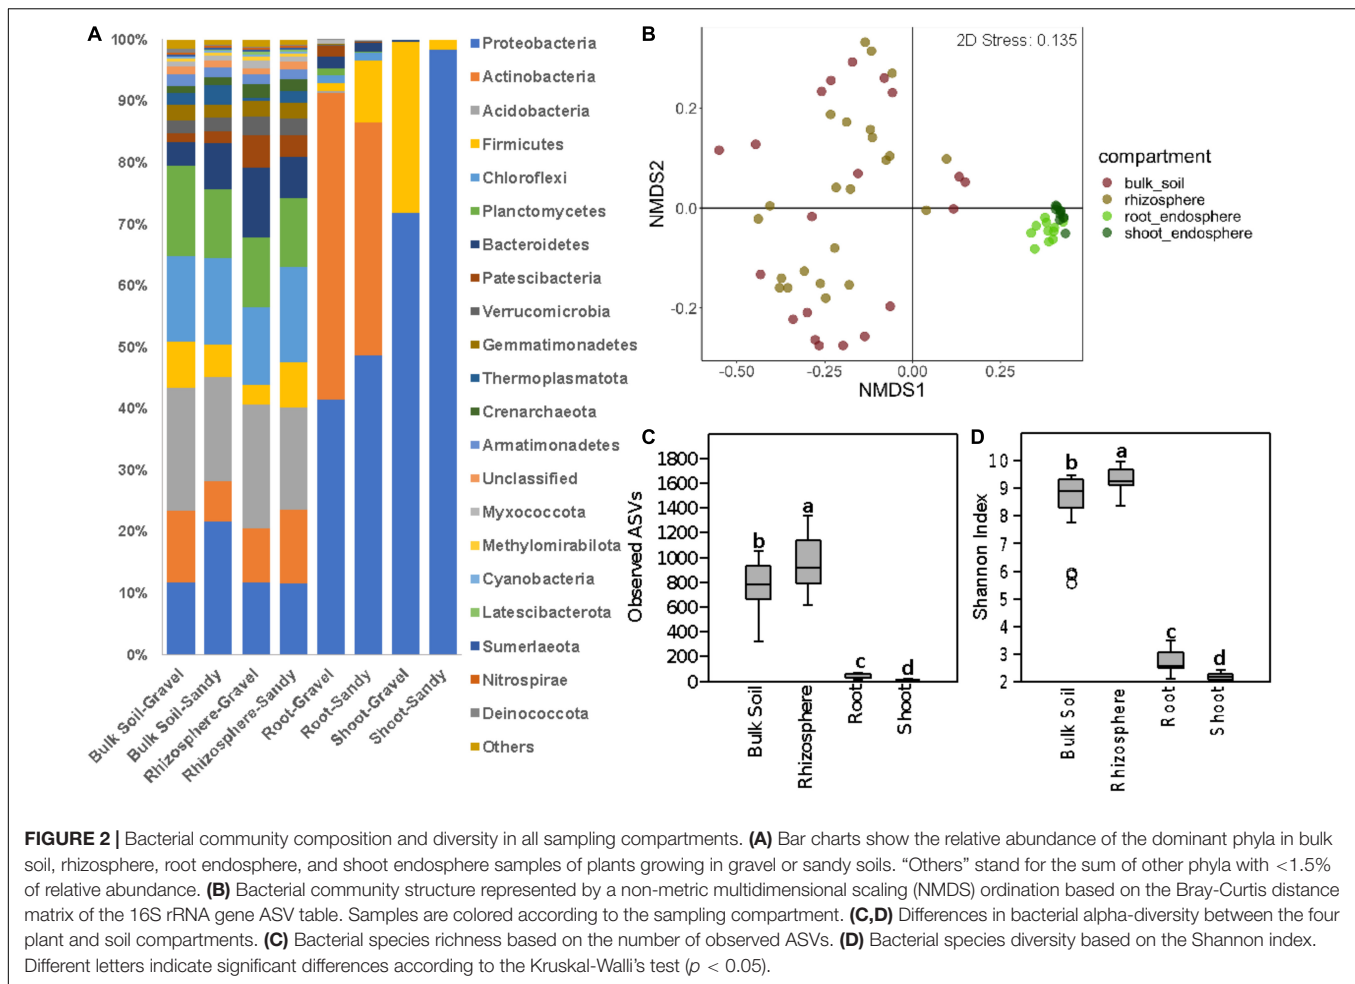 A
100%
90%
80%
70%
60%
50%
40%
30%
20%
10%
0%
Bulk Soil-Gravel
Bulk Soil-Sandy
Rhizosphere-Gravel
Rhizosphere-Sandy
Root-Gravel
Root-Sandy
Shoot-Gravel
Shoot-Sandy
Proteobacteria
Actinobacteria
Acidobacteria
Firmicutes
Chloroflexi
Planctomycetes
Bacteroidetes
Patescibacteria
Verrucomicrobia
Gemmatimonadetes
Thermoplasmatota
Crenarchaeota
Armatimonadetes
Unclassified
Myxococcota
Methylomirabilota
Cyanobacteria
Latescibacterota
Sumerlaeota
Nitrospirae
Deinococcota
Others
B
2D Stress: 0.135
NMDS2
0.2
0.0
-0.2
-0.50
-0.25
0.00
0.25
NMDS1
compartment
bulk_soil
rhizosphere
root_endosphere
shoot_endosphere
C
Observed ASVs
1800
1600
1400
1200
1000
800
600
400
200
0
b
a
c
d
Bulk Soil
Rhizosphere
Root
Shoot
D
Shannon Index
10
9
8
7
6
5
4
3
2
b
a
c
d
Bulk Soil
Rhizosphere
Root
Shoot
FIGURE 2 | Bacterial community composition and diversity in all sampling compartments. (A) Bar charts show the relative abundance of the dominant phyla in bulk
soil, rhizosphere, root endosphere, and shoot endosphere samples of plants growing in gravel or sandy soils. “Others” stand for the sum of other phyla with <1.5%
of relative abundance. (B) Bacterial community structure represented by a non-metric multidimensional scaling (NMDS) ordination based on the Bray-Curtis distance
matrix of the 16S rRNA gene ASV table. Samples are colored according to the sampling compartment. (C,D) Differences in bacterial alpha-diversity between the four
plant and soil compartments. (C) Bacterial species richness based on the number of observed ASVs. (D) Bacterial species diversity based on the Shannon index.
Different letters indicate significant differences according to the Kruskal-Walli’s test (p < 0.05).